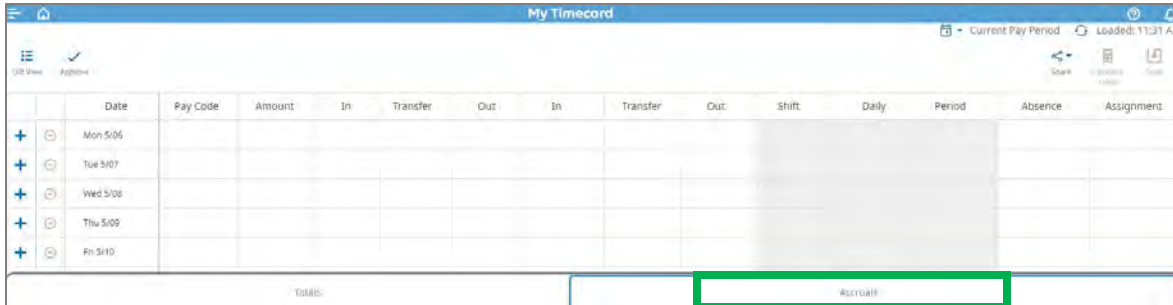 My Timecard
Current Pay Period Loaded: 11:31 A
List View Approve Share
Date Pay Code Amount In Transfer Out In Transfer Out Shift Daily Period Absence Assignment
Mon 5/06
Tue 5/07
Wed 5/08
Thu 5/09
Fri 5/10
Totals Accruals